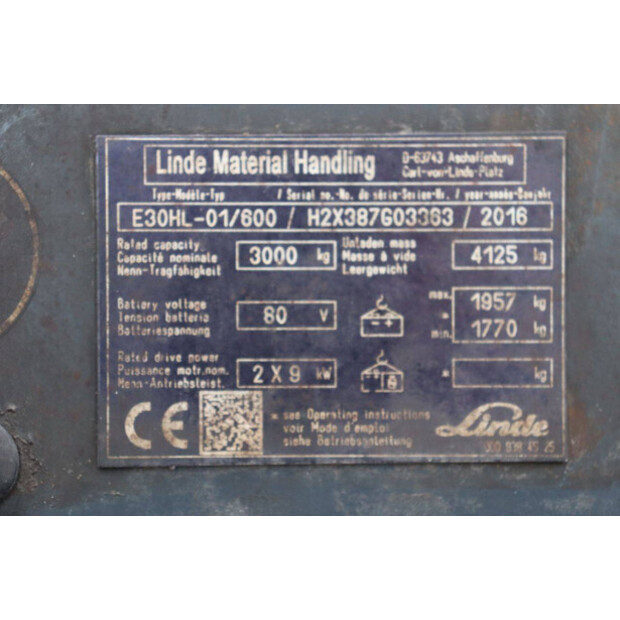 Linde Material Handling D-63743 Aschaffenburg
Carl-von-Linde-Platz
Type-Modèle-Typ / Serial no.-No. de série-Serien-Nr. / year-année-Baujahr
E30HL-01/600 / H2X387G03363 / 2016
Rated capacity
Capacité nominale
Nenn-Tragfähigkeit
3000 kg
Unladen mass
Masse à vide
Leergewicht
4125 kg
Battery voltage
Tension batterie
Batteriespannung
80 V
max. 1957 kg
min. 1770 kg
Rated drive power
Puissance motr.nom.
Nenn-Antriebsleist.
2 X 9 kW
kg
CE
see Operating instructions
voir Mode d'emploi
siehe Betriebsanleitung
Linde